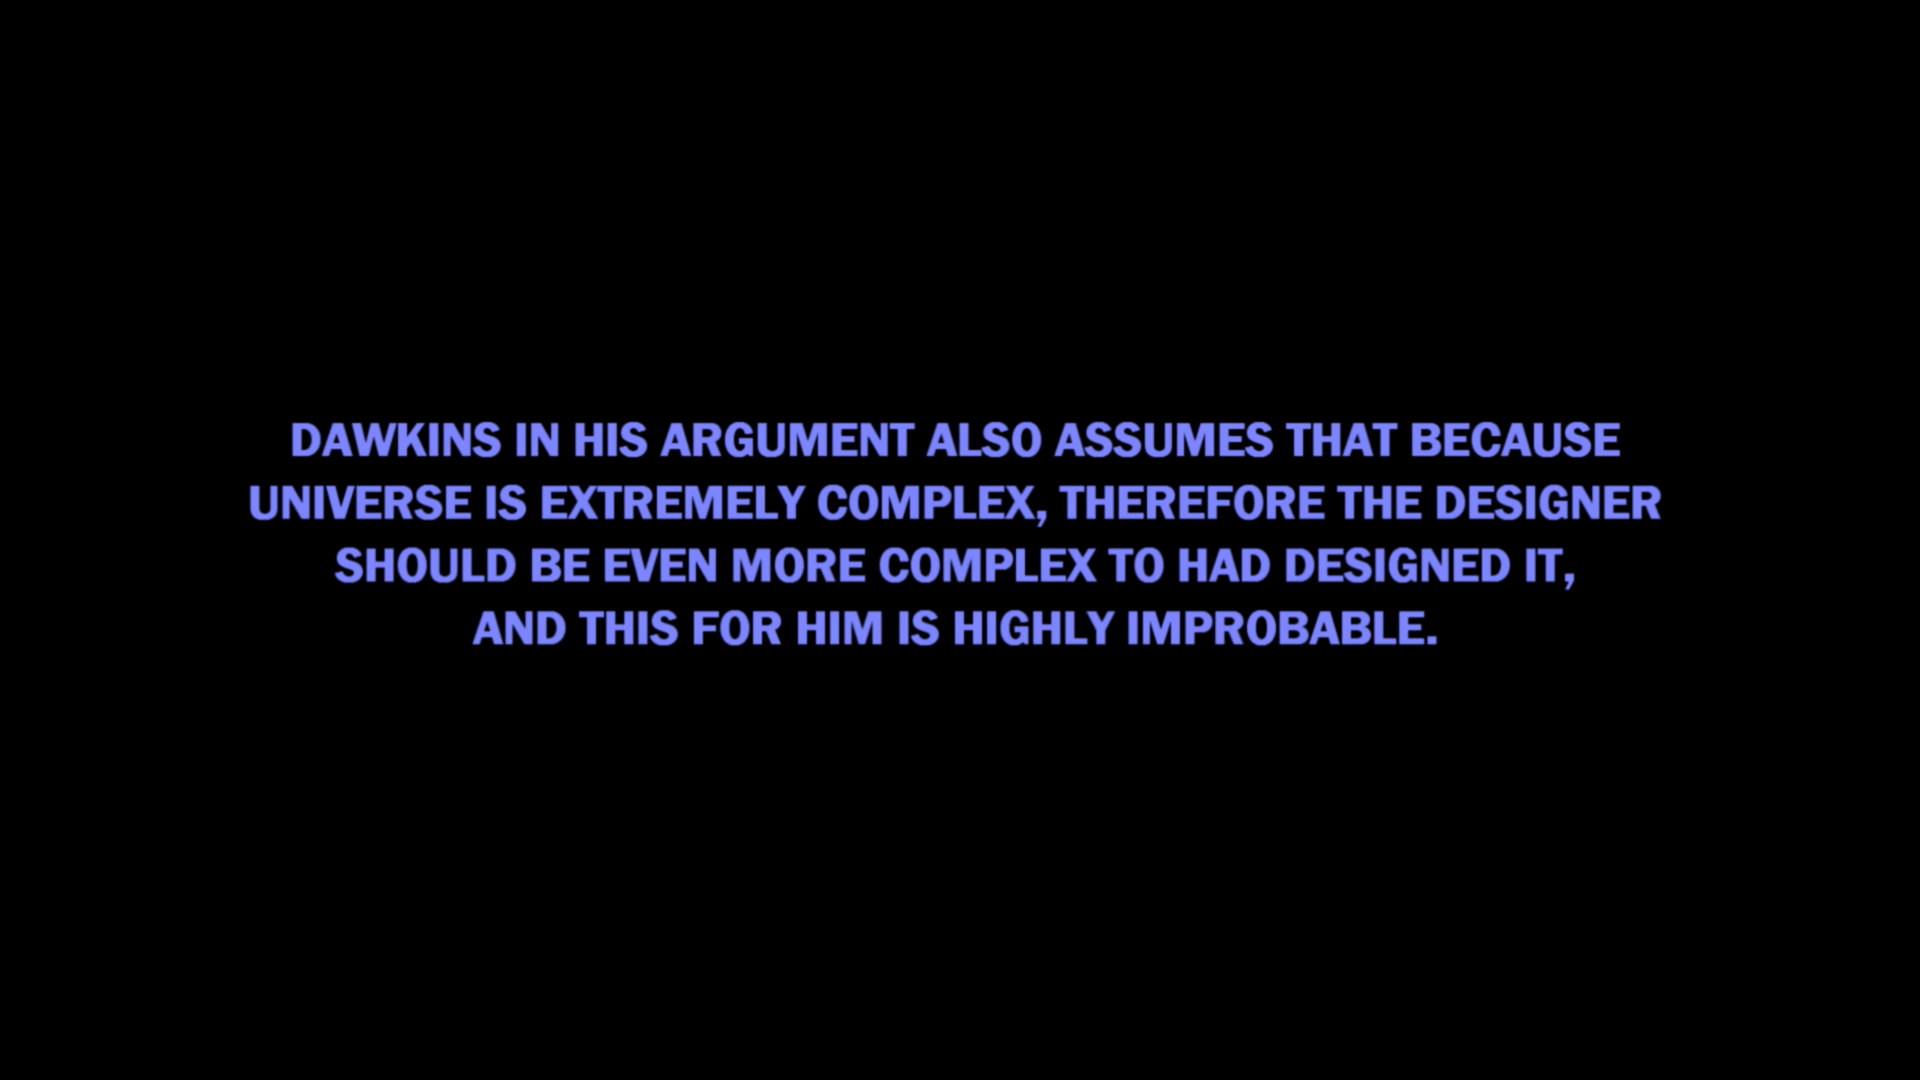 DAWKINS IN HIS ARGUMENT ALSO ASSUMES THAT BECAUSE
UNIVERSE IS EXTREMELY COMPLEX, THEREFORE THE DESIGNER
SHOULD BE EVEN MORE COMPLEX TO HAD DESIGNED IT,
AND THIS FOR HIM IS HIGHLY IMPROBABLE.